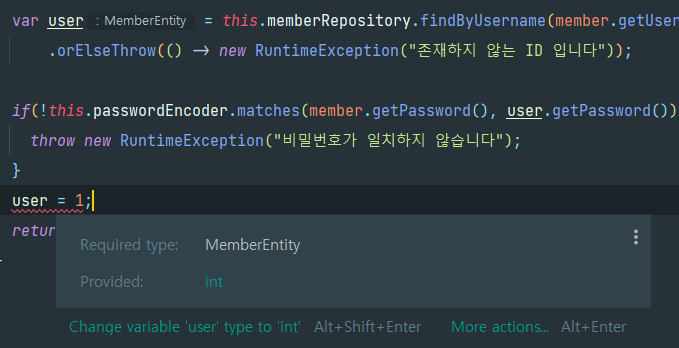 var user : MemberEntity = this.memberRepository.findByUsername(member.getUser
.orElseThrow(() -> new RuntimeException("존재하지 않는 ID 입니다"));
if(!this.passwordEncoder.matches(member.getPassword(), user.getPassword())
throw new RuntimeException("비밀번호가 일치하지 않습니다");
}
user = 1;
retur
Required type: MemberEntity
Provided: int
Change variable 'user' type to 'int' Alt+Shift+Enter More actions... Alt+Enter